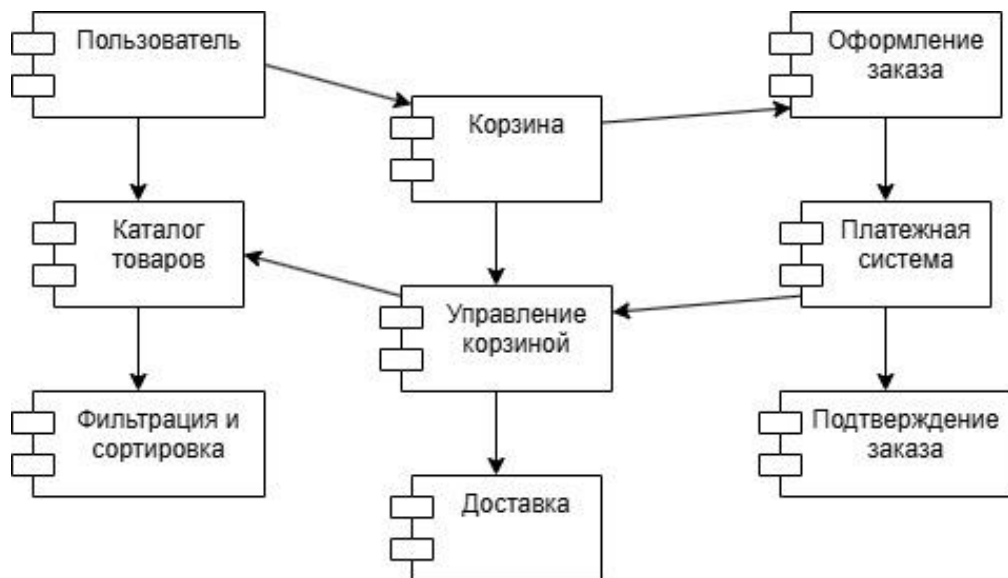 Пользователь
Оформление
заказа
Корзина
Каталог
товаров
Платежная
система
Управление
корзиной
Фильтрация и
сортировка
Подтверждение
заказа
Доставка